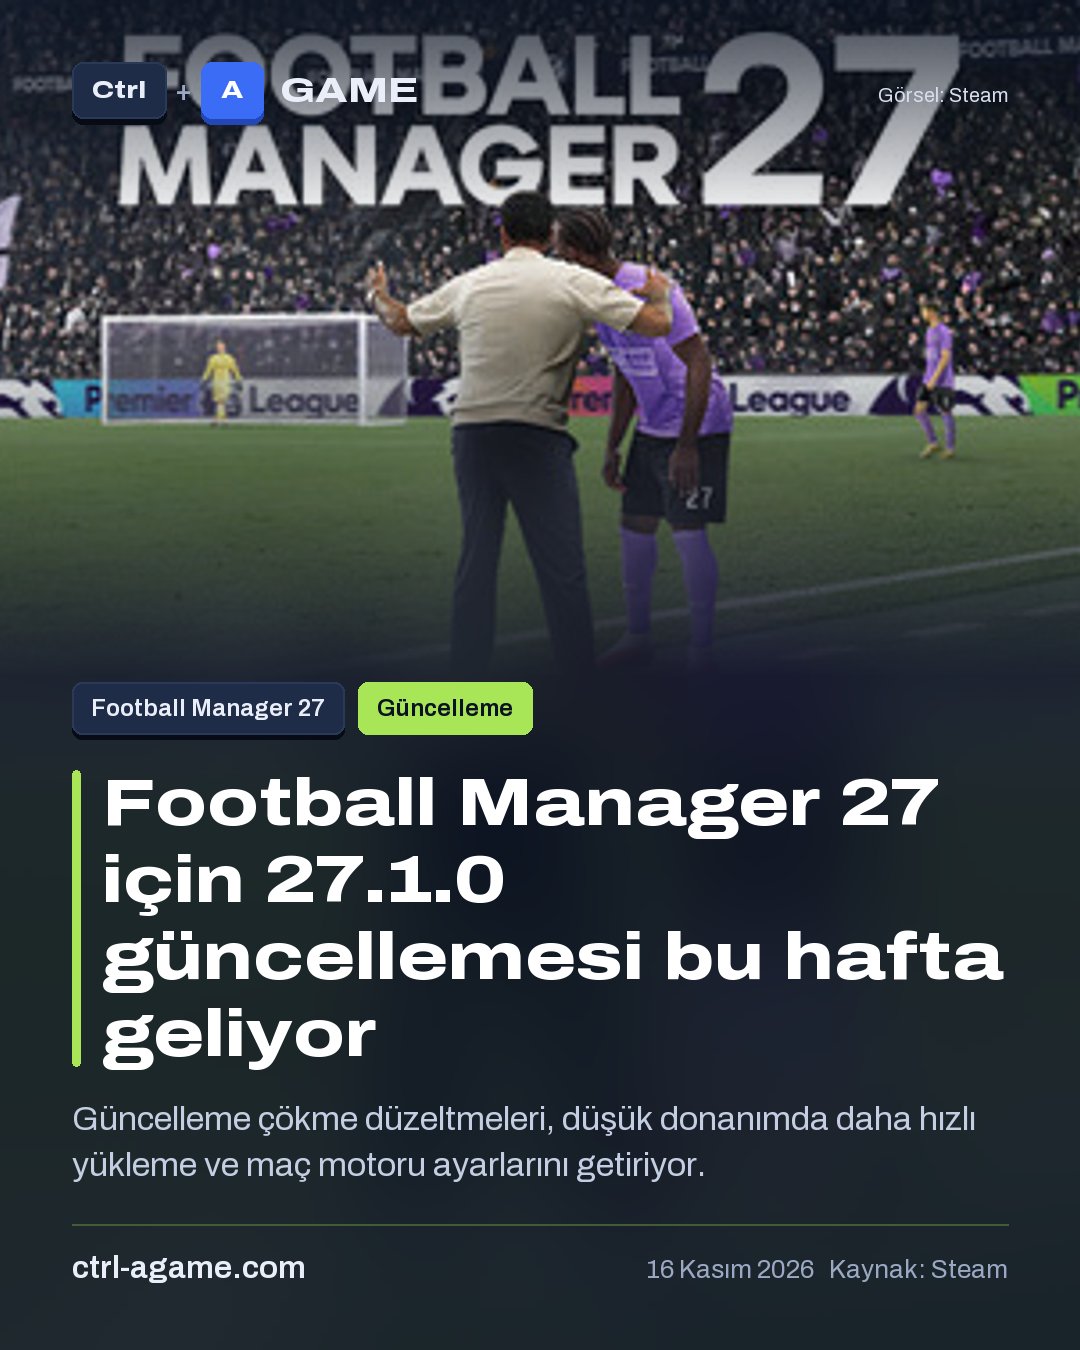 FOOTBALL
MANAGER 27
Ctrl + A GAME
Görsel: Steam
Premier League
League
27
Football Manager 27
Güncelleme
Football Manager 27
için 27.1.0
güncellemesi bu hafta
geliyor
Güncelleme çökme düzeltmeleri, düşük donanımda daha hızlı
yükleme ve maç motoru ayarlarını getiriyor.
ctrl-agame.com
16 Kasım 2026 Kaynak: Steam